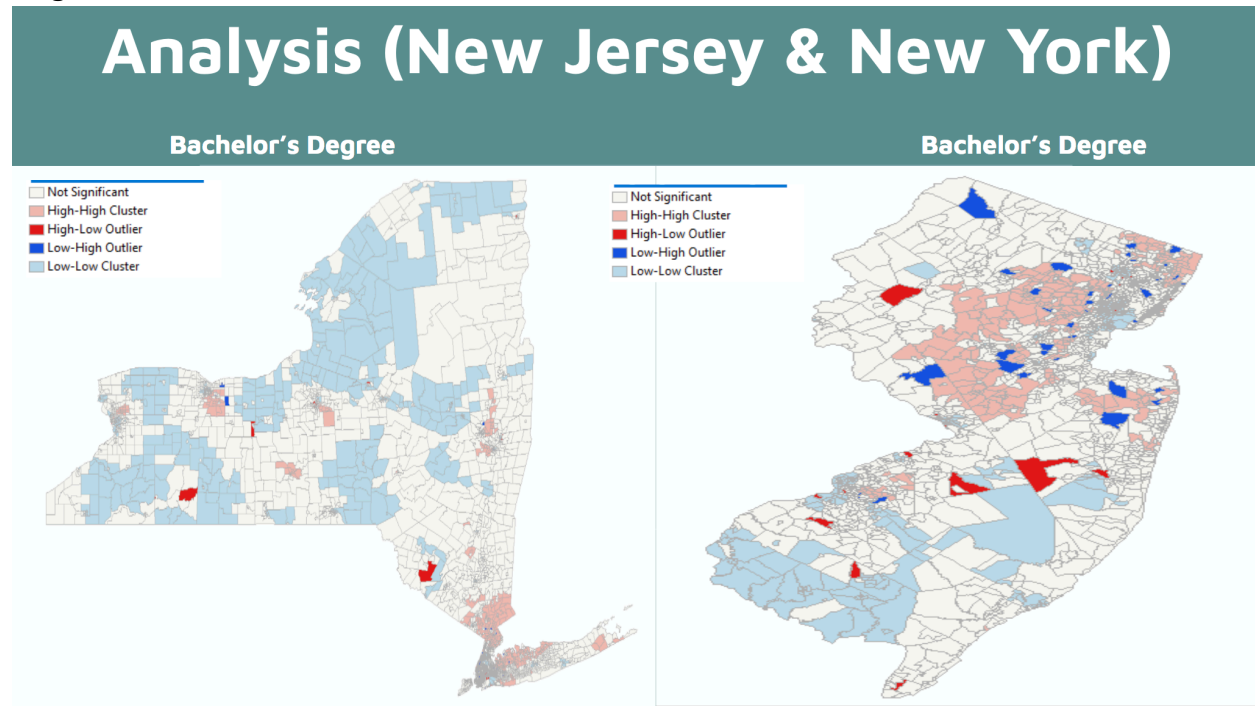 Analysis (New Jersey & New York)
Bachelor's Degree
Bachelor's Degree
Not Significant
High-High Cluster
High-Low Outlier
Low-High Outlier
Low-Low Cluster
Not Significant
High-High Cluster
High-Low Outlier
Low-High Outlier
Low-Low Cluster